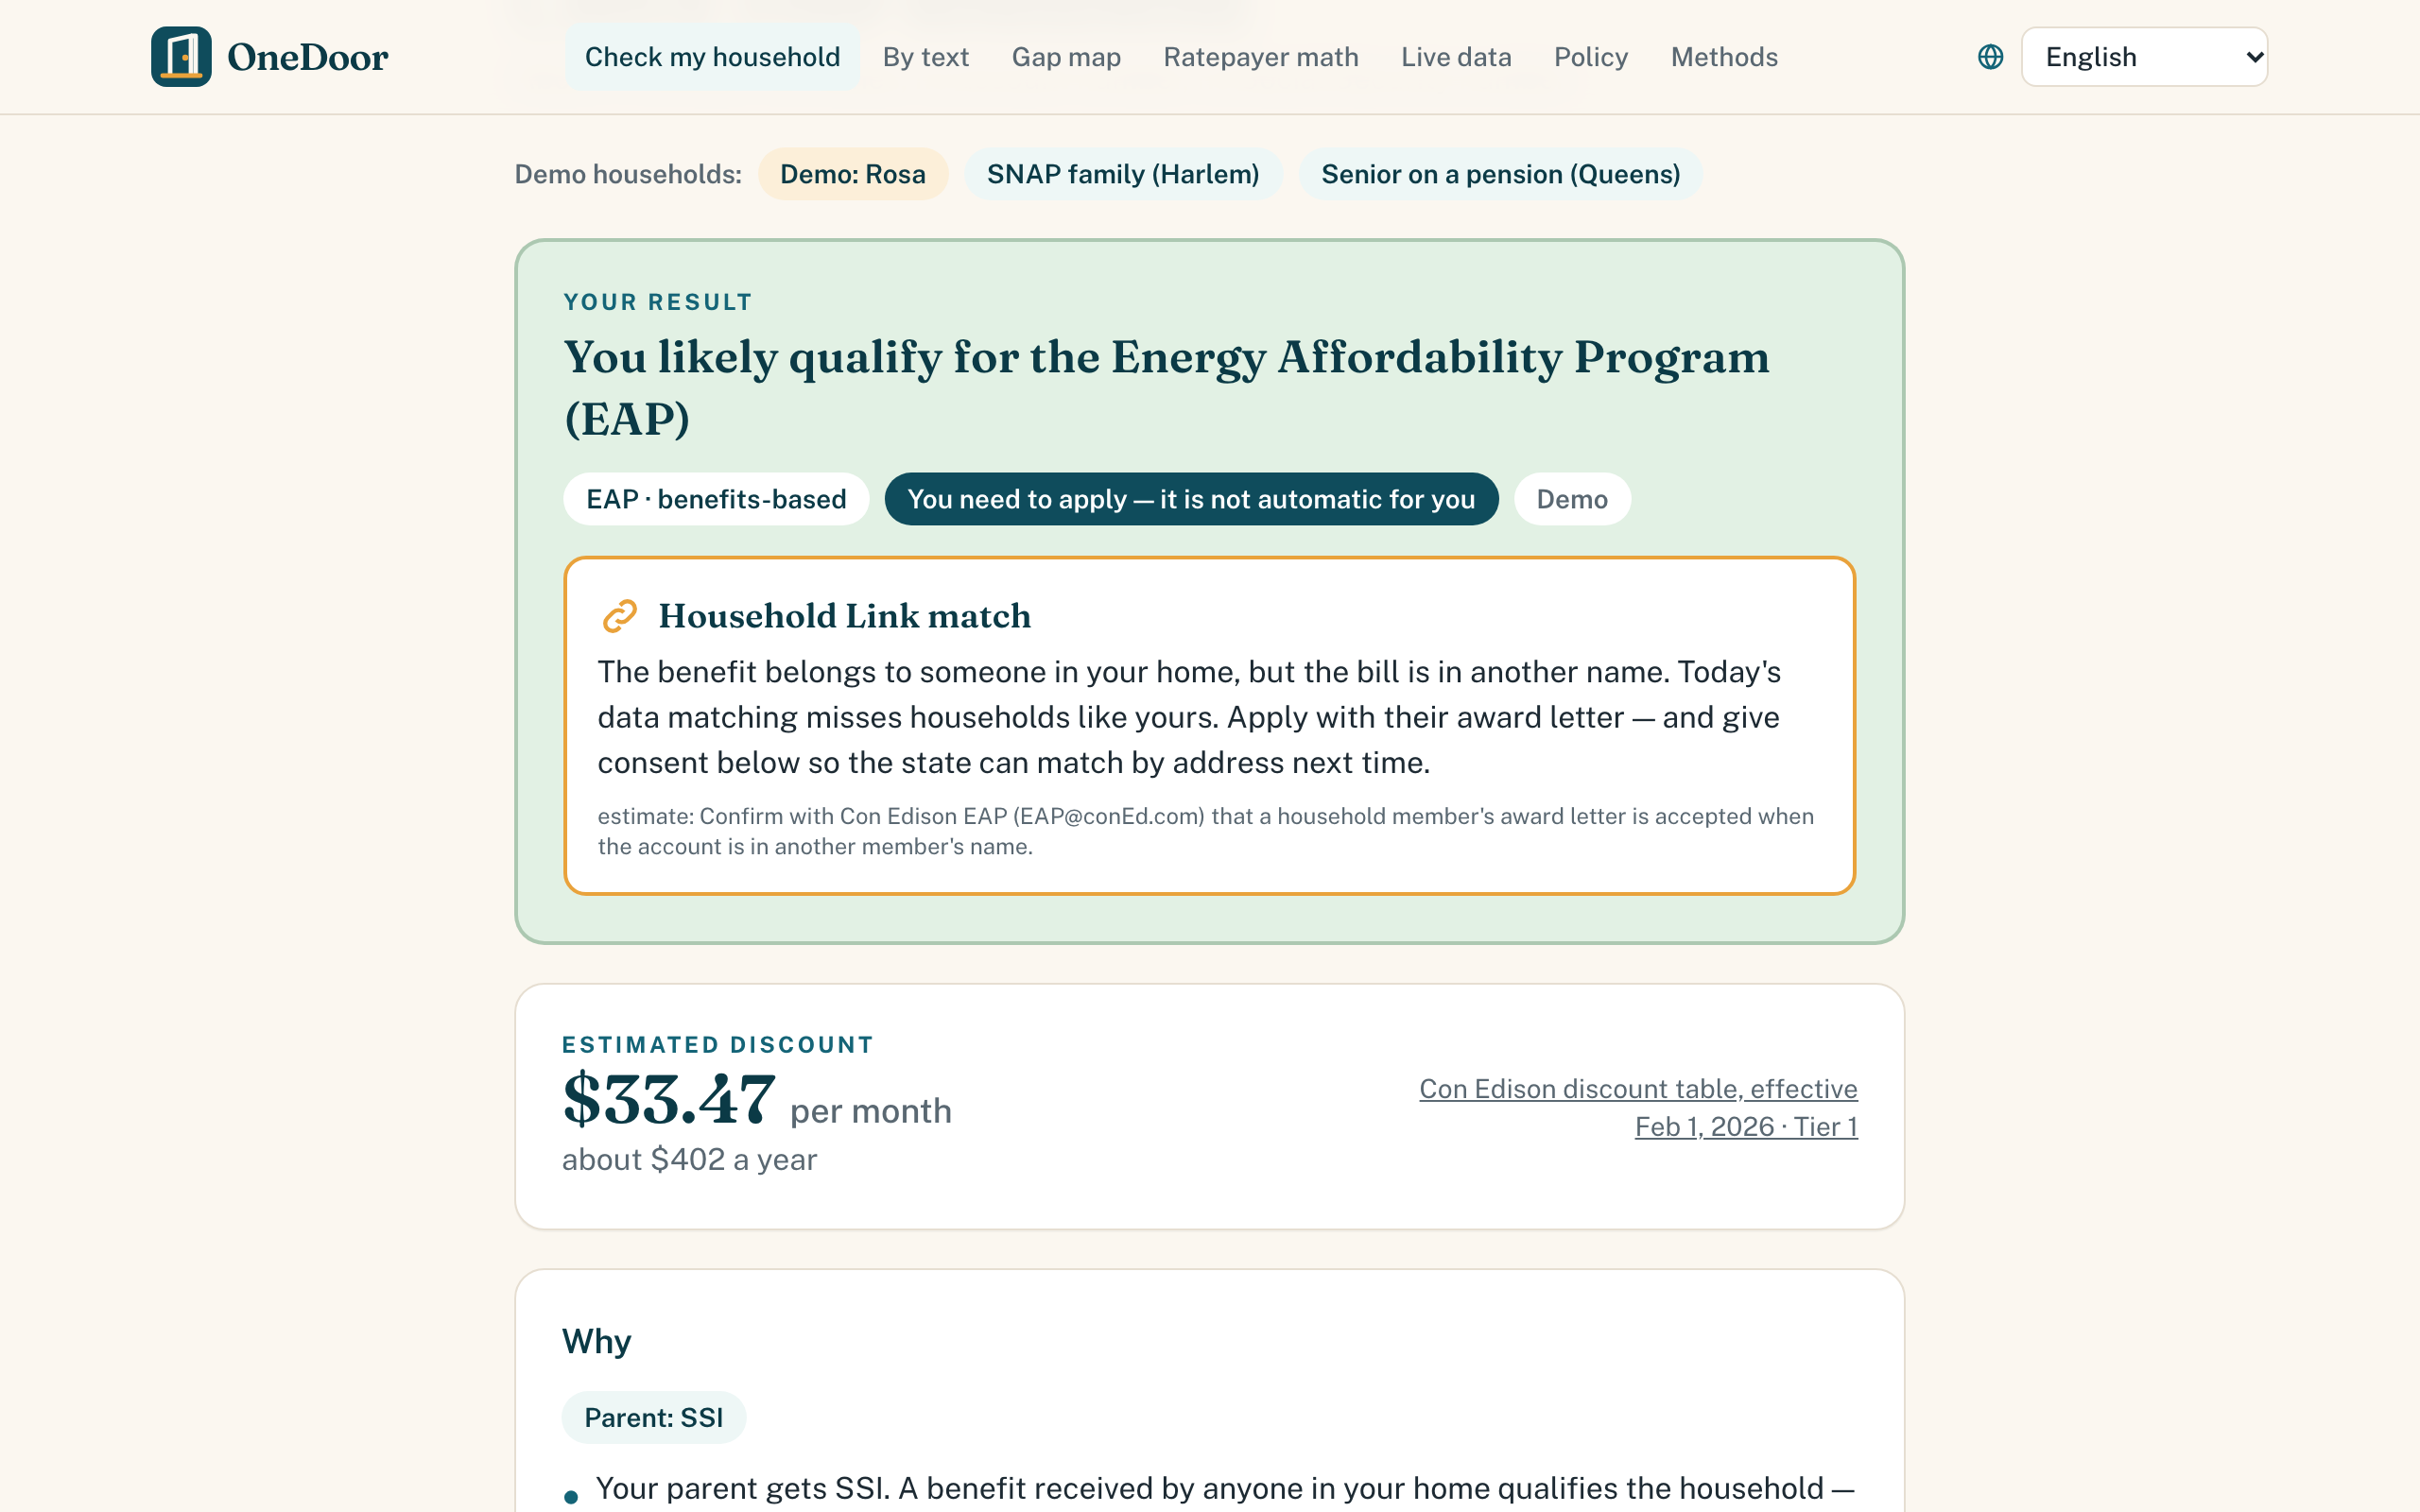 OneDoor
Check my household
By text
Gap map
Ratepayer math
Live data
Policy
Methods
English
Demo households:
Demo: Rosa
SNAP family (Harlem)
Senior on a pension (Queens)
YOUR RESULT
You likely qualify for the Energy Affordability Program
(EAP)
EAP · benefits-based
You need to apply — it is not automatic for you
Demo
Household Link match
The benefit belongs to someone in your home, but the bill is in another name. Today's
data matching misses households like yours. Apply with their award letter — and give
consent below so the state can match by address next time.
estimate: Confirm with Con Edison EAP (EAP@conEd.com) that a household member's award letter is accepted when
the account is in another member's name.
ESTIMATED DISCOUNT
$33.47 per month
about $402 a year
Con Edison discount table, effective
Feb 1, 2026 · Tier 1
Why
Parent: SSI
Your parent gets SSI. A benefit received by anyone in your home qualifies the household —